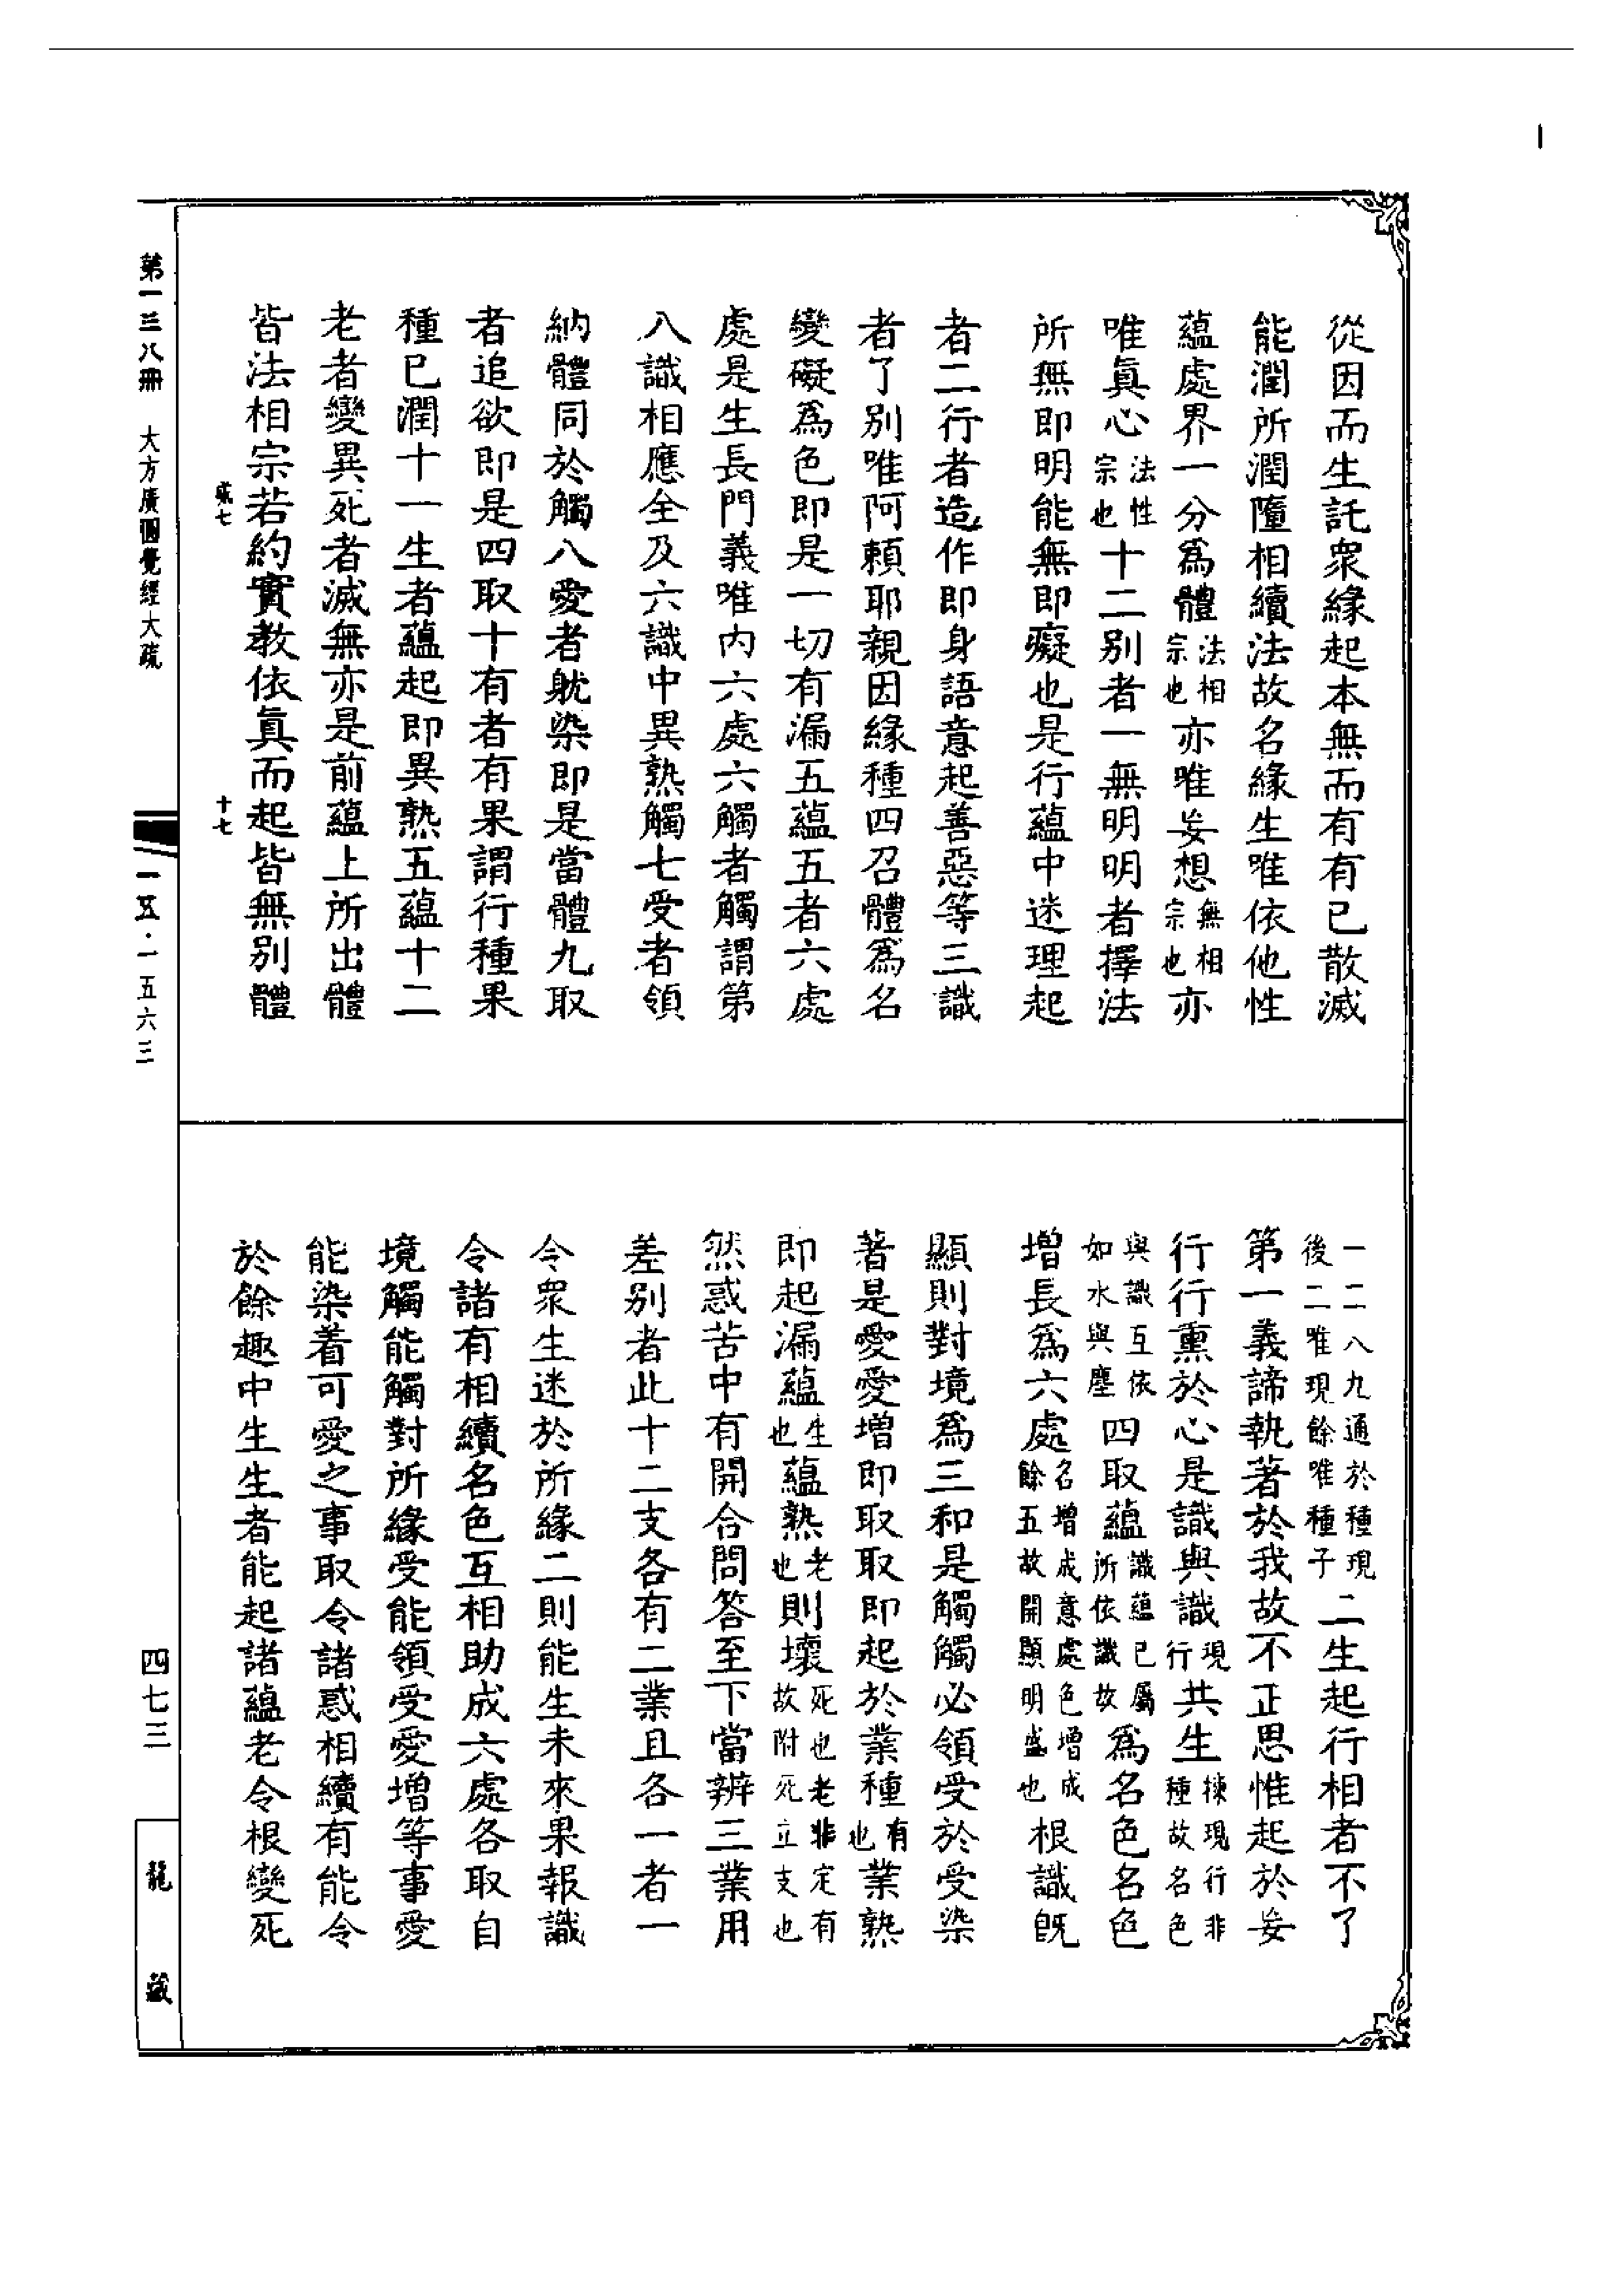 從因而生託衆緣起本無而有有已散滅
能潤所潤墮相續法故名緣生唯依他性
蘊處界一分爲體法相宗也亦唯妄想無相宗也亦
唯眞心法性宗也十二別者一無明明者擇法
所無即明能無即癡也是行蘊中迷理起
者二行者造作即身語意起善惡等三識
者了別唯阿頼耶親因緣種四召體爲名
變礙爲色即是一切有漏五蘊五者六處
處是生長門義唯內六處六觸者觸謂第
八識相應全及六識中異熟觸七受者領
納體同於觸八愛者躭染即是當體九取
者追欲即是四取十有者有果謂行種果
種已潤十一生者蘊起即異熟五蘊十二
老者變異死者滅無亦是前蘊上所出體
皆法相宗若約實教依眞而起皆無別體
貳七
十七
一二八九通於種現後二唯現餘唯種子二生起行相者不了
第一義諦執著於我故不正思惟起於妄
行行熏於心是識與識現行共生揀現行非種故名色
與識互依如水與塵四取蘊識蘊已屬所依識故爲名色名色
增長爲六處名增成意處色增成餘五故開顯明盛也根識旣
顯則對境爲三和是觸觸必領受於受染
著是愛愛增即取取即起於業種有也業熟
即起漏蘊生也蘊熟老也則壞死也老非定有故附死立支也
然惑苦中有開合問答至下當辨三業用
差別者此十二支各有二業且各一者一
令衆生迷於所緣二則能生未來果報識
令諸有相續名色互相助成六處各取自
境觸能觸對所緣受能領受愛增等事愛
能染着可愛之事取令諸惑相續有能令
於餘趣中生生者能起諸蘊老令根變死
第一三八冊 大方廣圓覺經大疏
一五·一五六三
四七三
龍藏